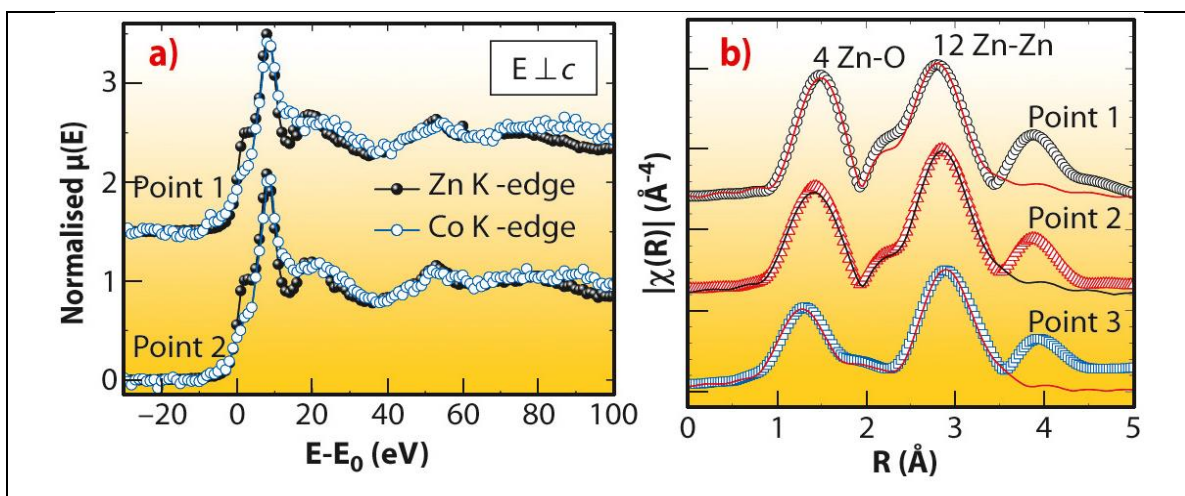 a)
E ⊥ c
Point 1
Zn K -edge
Co K -edge
Point 2
3
2
1
0
Normalised μ(E)
−20 0 20 40 60 80 100
E-E₀ (eV)
b)
4 Zn-O
12 Zn-Zn
Point 1
Point 2
Point 3
|χ(R)| (Å⁻⁴)
0 1 2 3 4 5
R (Å)